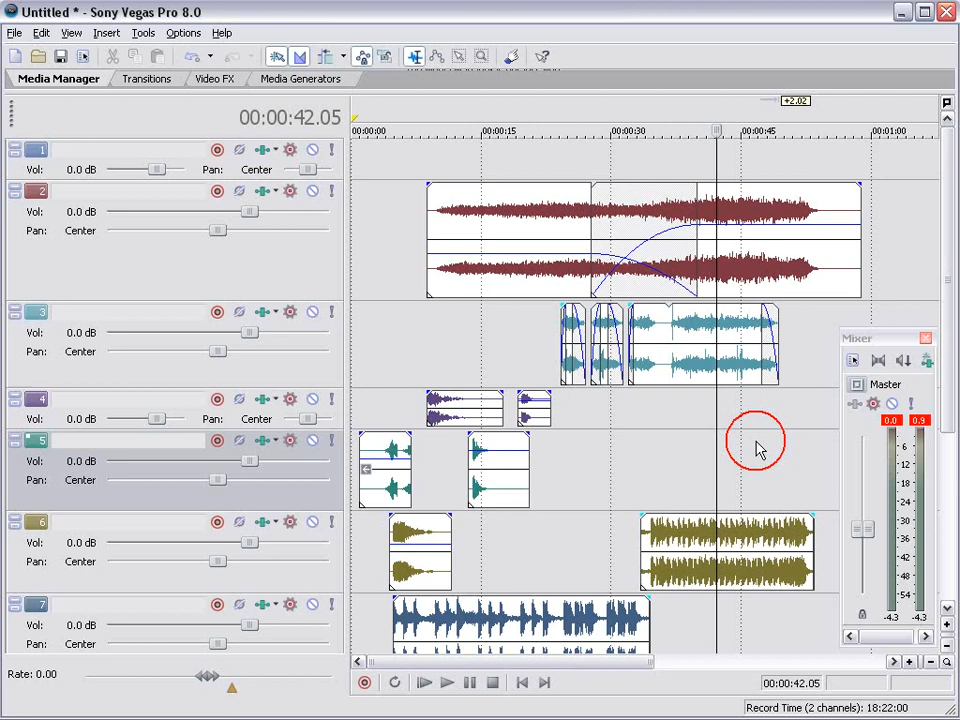 Untitled * - Sony Vegas Pro 8.0
File Edit View Insert Tools Options Help
Media Manager Transitions Video FX Media Generators
00:00:42.05
+2.02
00:00:00 00:00:15 00:00:30 00:00:45 00:01:00
1
Vol: 0.0 dB Pan: Center
2
Vol: 0.0 dB
Pan: Center
3
Vol: 0.0 dB
Pan: Center
4
Vol: 0.0 dB Pan: Center
5
Vol: 0.0 dB
Pan: Center
6
Vol: 0.0 dB
Pan: Center
7
Vol: 0.0 dB
Pan: Center
Mixer
Master
0.0 0.9
- 6 -
-12-
-18-
-24-
-30-
-36-
-42-
-48-
-54-
-4.3 -4.3
Rate: 0.00
00:00:42.05
Record Time (2 channels): 18:22:00